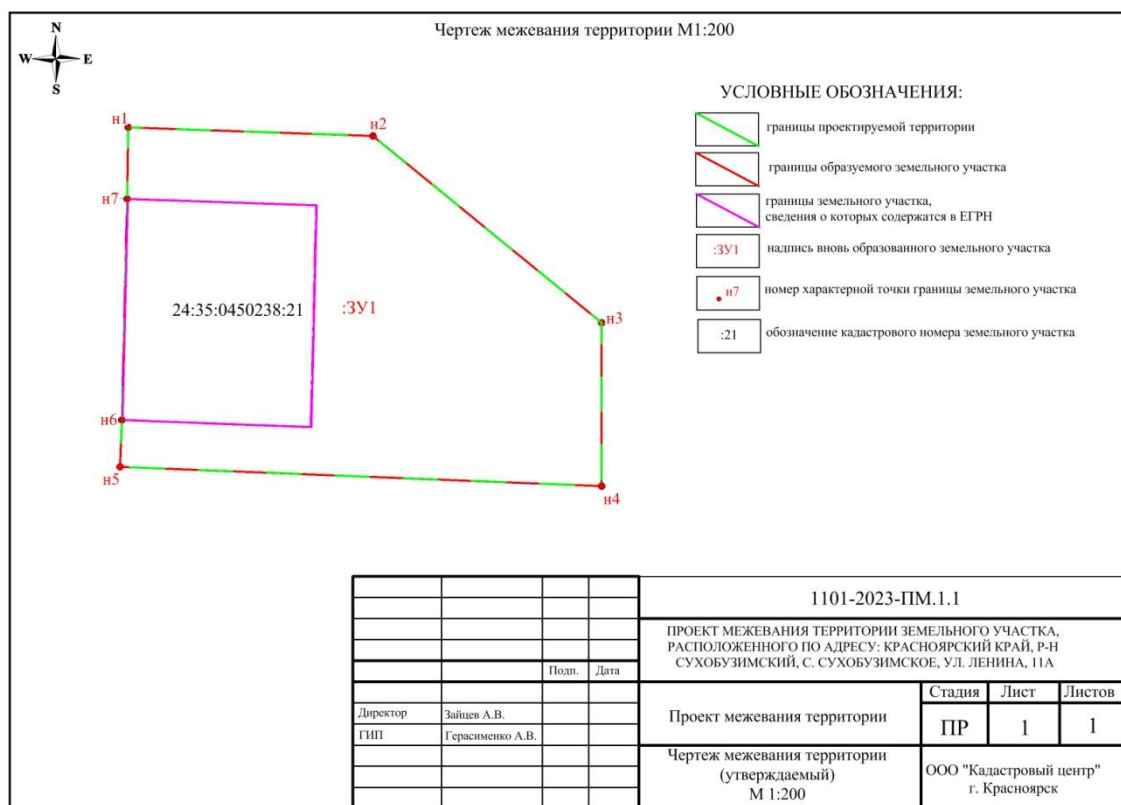 Чертеж межевания территории М1:200
N
W
E
S
н1
н2
н7
24:35:0450238:21
:ЗУ1
н3
н6
н5
н4
УСЛОВНЫЕ ОБОЗНАЧЕНИЯ:
границы проектируемой территории
границы образуемого земельного участка
границы земельного участка,
сведения о которых содержатся в ЕГРН
:ЗУ1
надпись вновь образованного земельного участка
н7
номер характерной точки границы земельного участка
:21
обозначение кадастрового номера земельного участка
1101-2023-ПМ.1.1
ПРОЕКТ МЕЖЕВАНИЯ ТЕРРИТОРИИ ЗЕМЕЛЬНОГО УЧАСТКА,
РАСПОЛОЖЕННОГО ПО АДРЕСУ: КРАСНОЯРСКИЙ КРАЙ, Р-Н
СУХОБУЗИМСКИЙ, С. СУХОБУЗИМСКОЕ, УЛ. ЛЕНИНА, 11А
Подп.
Дата
Директор
Зайцев А.В.
ГИП
Герасименко А.В.
Проект межевания территории
Стадия
Лист
Листов
ПР
1
1
Чертеж межевания территории
(утверждаемый)
М 1:200
ООО "Кадастровый центр"
г. Красноярск